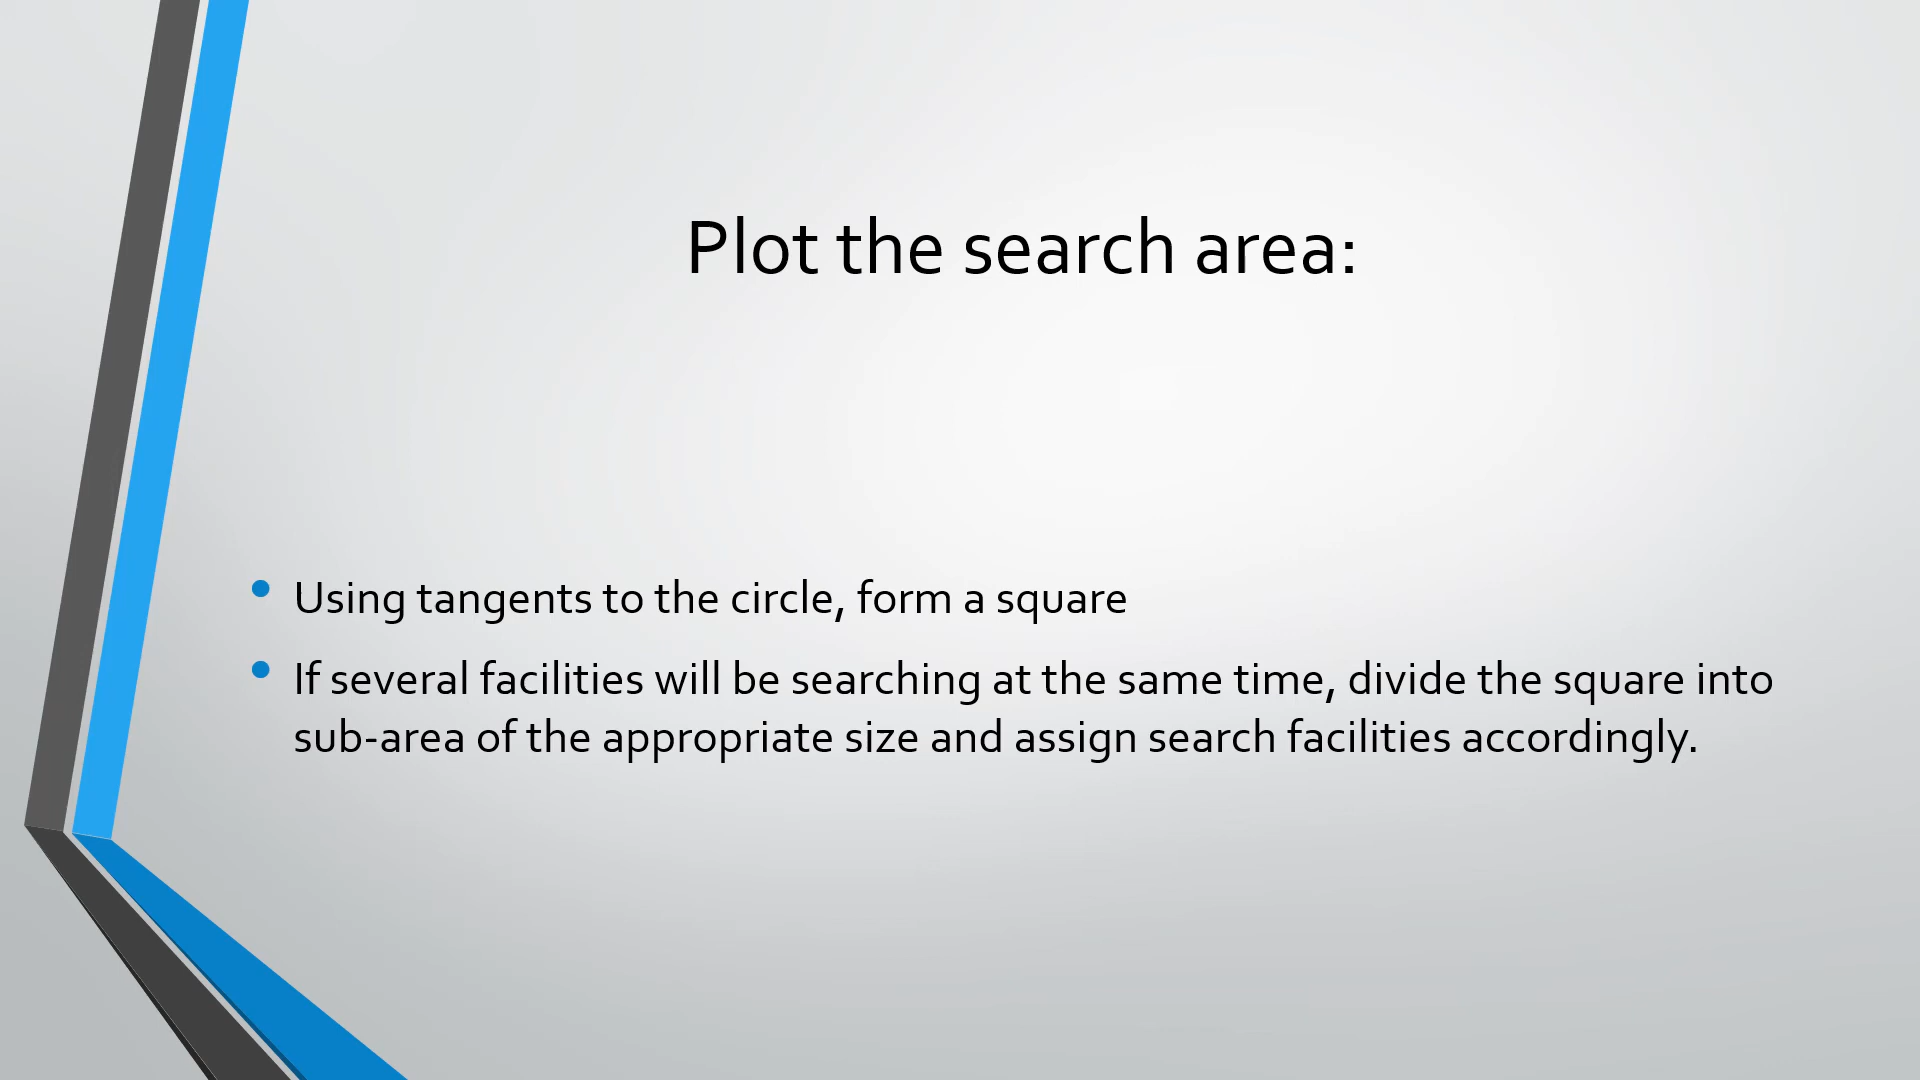 Plot the search area:
Using tangents to the circle, form a square
If several facilities will be searching at the same time, divide the square into
sub-area of the appropriate size and assign search facilities accordingly.